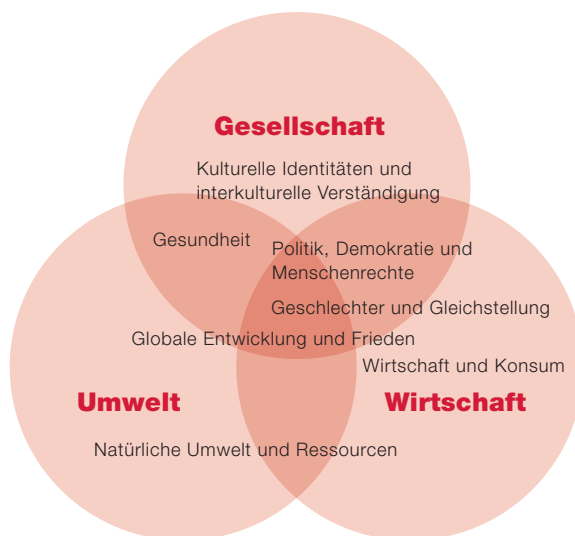 Gesellschaft
Kulturelle Identitäten und
interkulturelle Verständigung
Gesundheit
Politik, Demokratie und
Menschenrechte
Geschlechter und Gleichstellung
Globale Entwicklung und Frieden
Wirtschaft und Konsum
Umwelt
Wirtschaft
Natürliche Umwelt und Ressourcen